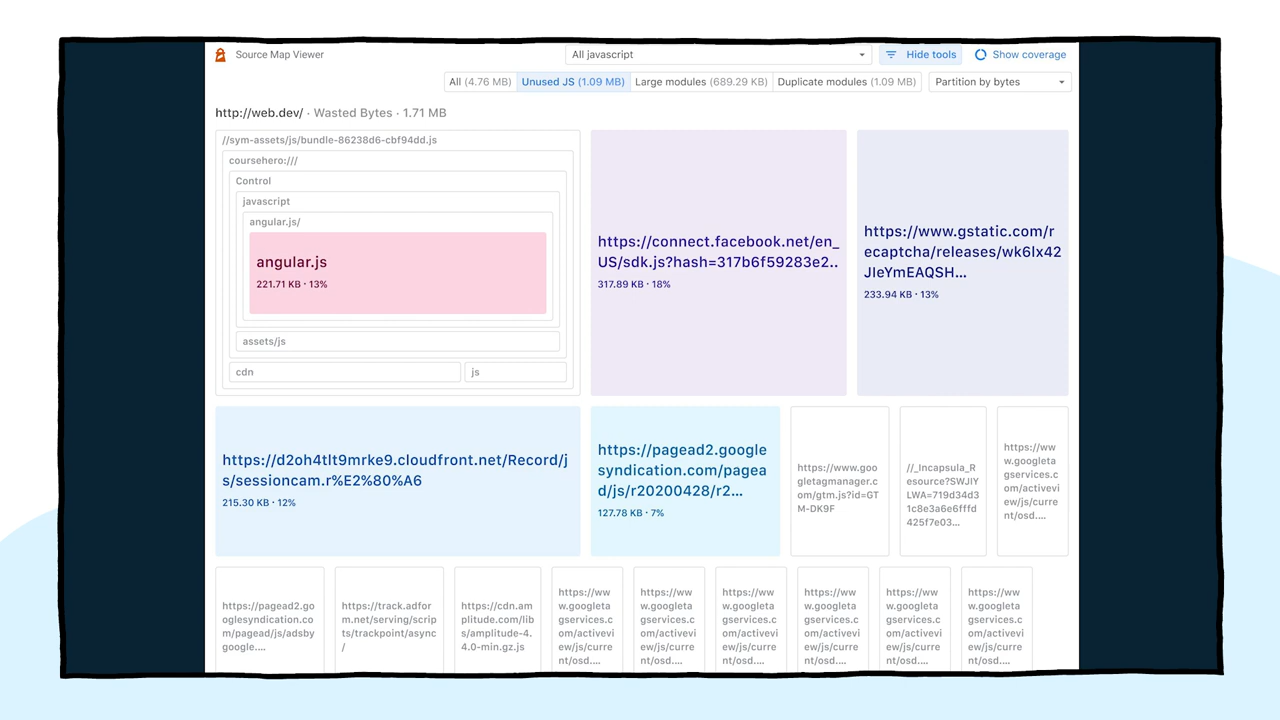 Source Map Viewer
All javascript
Hide tools
Show coverage
All (4.76 MB)
Unused JS (1.09 MB)
Large modules (689.29 KB)
Duplicate modules (1.09 MB)
Partition by bytes
http://web.dev/ · Wasted Bytes · 1.71 MB
//sym-assets/js/bundle-86238d6-cbf94dd.js
coursehero:///
Control
javascript
angular.js/
angular.js
221.71 KB · 13%
assets/js
cdn
js
https://connect.facebook.net/en_
US/sdk.js?hash=317b6f59283e2..
317.89 KB · 18%
https://www.gstatic.com/r
ecaptcha/releases/wk6lx42
JIeYmEAQSH...
233.94 KB · 13%
https://d2oh4tlt9mrke9.cloudfront.net/Record/j
s/sessioncam.r%E2%80%A6
215.30 KB · 12%
https://pagead2.google
syndication.com/pagea
d/js/r20200428/r2...
127.78 KB · 7%
https://www.goo
gletagmanager.c
om/gtm.js?id=GT
M-DK9F
//_Incapsula_R
esource?SWJIY
LWA=719d34d3
1c8e3a6e6fffd
425f7e03...
https://ww
w.googleta
gservices.c
om/activevi
ew/js/curre
nt/osd....
https://pagead2.go
oglesyndication.co
m/pagead/js/adsby
google....
https://track.adfor
m.net/serving/scrip
ts/trackpoint/async
/
https://cdn.am
plitude.com/lib
s/amplitude-4.
4.0-min.gz.js
https://ww
w.googleta
gservices.c
om/activevi
ew/js/curre
nt/osd....
https://ww
w.googleta
gservices.c
om/activevi
ew/js/curre
nt/osd....
https://ww
w.googleta
gservices.c
om/activevi
ew/js/curre
nt/osd....
https://ww
w.googleta
gservices.c
om/activevi
ew/js/curre
nt/osd....
https://ww
w.googleta
gservices.c
om/activevi
ew/js/curre
nt/osd....
https://ww
w.googleta
gservices.c
om/activevi
ew/js/curre
nt/osd....